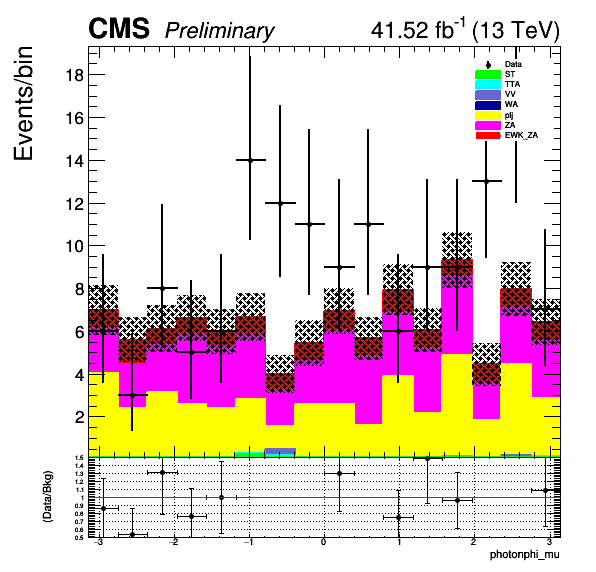 CMS Preliminary 41.52 fb⁻¹ (13 TeV)
Events/bin
18
16
14
12
10
8
6
4
2
Data
ST
TTA
VV
WA
plj
ZA
EWK_ZA
(Data/Bkg)
1.5
1.4
1.3
1.2
1.1
1
0.9
0.8
0.7
0.6
0.5
−3 −2 −1 0 1 2 3
photonphi_mu